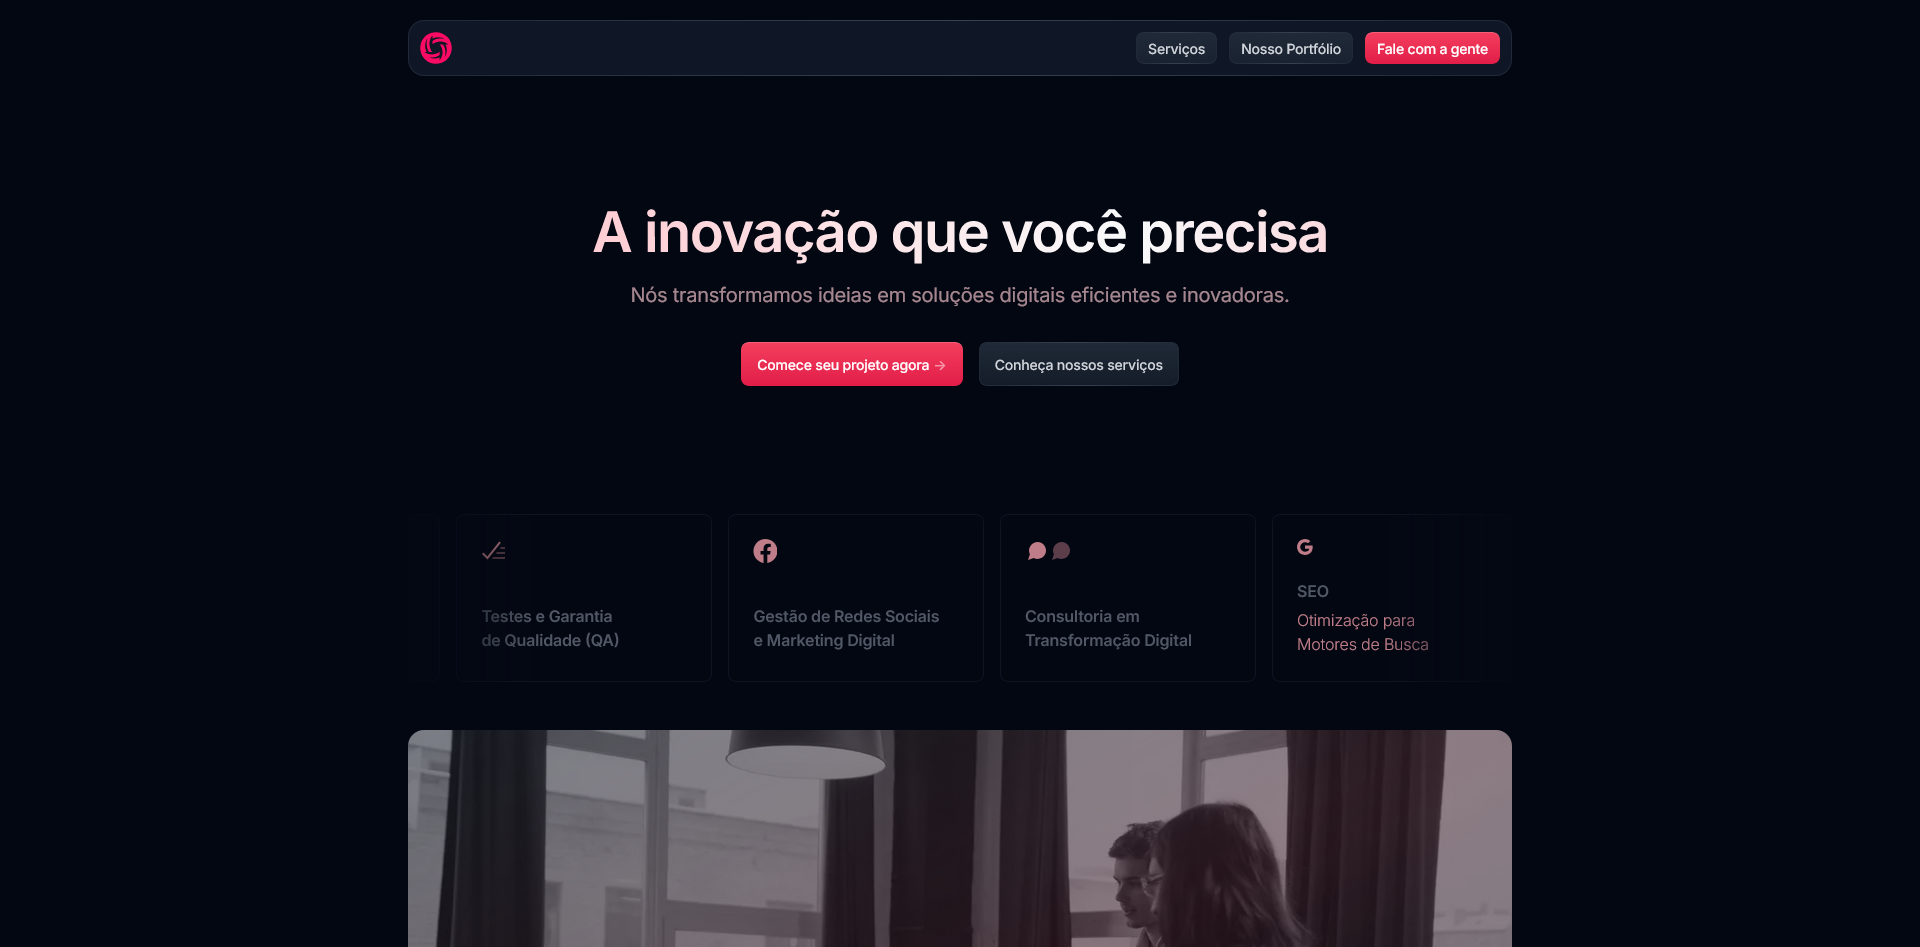 Serviços
Nosso Portfólio
Fale com a gente
A inovação que você precisa
Nós transformamos ideias em soluções digitais eficientes e inovadoras.
Comece seu projeto agora →
Conheça nossos serviços
Testes e Garantia
de Qualidade (QA)
Gestão de Redes Sociais
e Marketing Digital
Consultoria em
Transformação Digital
SEO
Otimização para
Motores de Busca